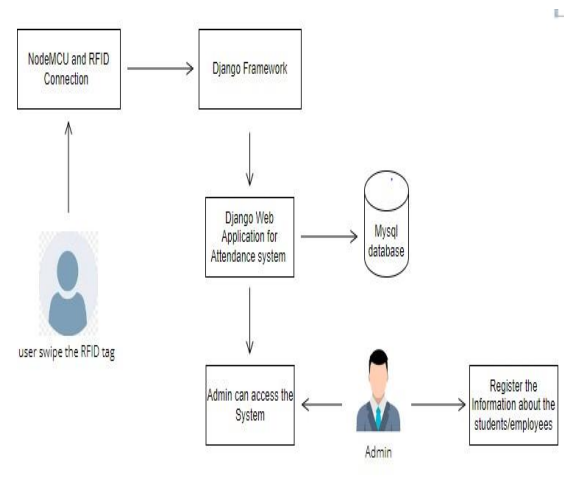 NodeMCU and RFID
Connection
Django Framework
Django Web
Application for
Attendance system
Mysql
database
user swipe the RFID tag
Admin can access the
System
Admin
Register the
Information about the
students/employees